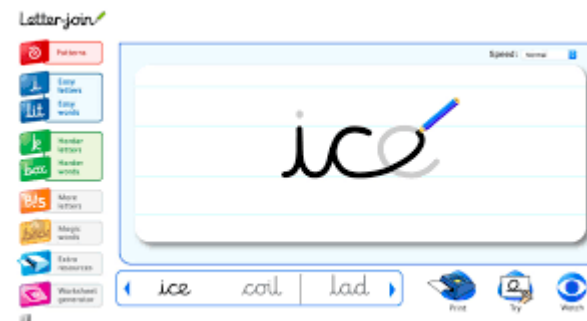 Letter-join
Patterns
Easy letters
Easy words
Harder letters
Harder words
More letters
Magic words
Extra resources
Worksheet generator
Speed: Normal
ice
ice coil lad
Print Try Watch